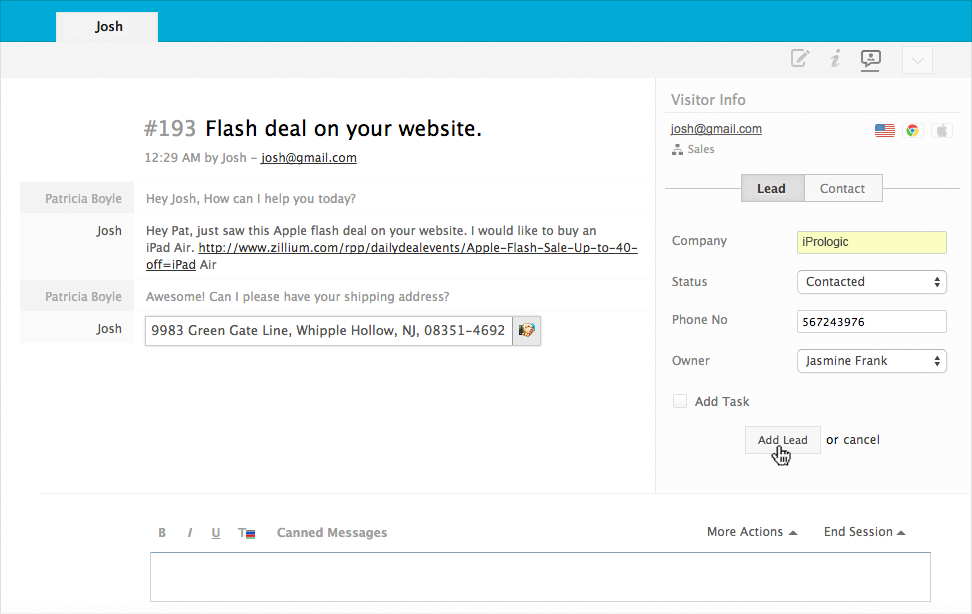 Josh
Visitor Info
#193 Flash deal on your website.
12:29 AM by Josh – josh@gmail.com
Patricia Boyle Hey Josh, How can I help you today?
Josh Hey Pat, just saw this Apple flash deal on your website. I would like to buy an
iPad Air. http://www.zillium.com/rpp/dailydealevents/Apple-Flash-Sale-Up-to-40-
off=iPad Air
Patricia Boyle Awesome! Can I please have your shipping address?
Josh 9983 Green Gate Line, Whipple Hollow, NJ, 08351-4692
josh@gmail.com
Sales
Lead Contact
Company iPrologic
Status Contacted
Phone No 567243976
Owner Jasmine Frank
Add Task
Add Lead or cancel
B I U T Canned Messages More Actions End Session